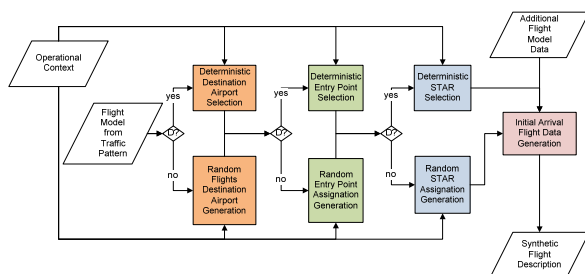 Additional
Flight
Model
Data
Operational
Context
Deterministic
Destination
Airport
Selection
Deterministic
Entry Point
Selection
Deterministic
STAR
Selection
yes
yes
yes
Flight
Model
from
Traffic
Pattern
D?
D?
D?
Initial Arrival
Flight Data
Generation
no
no
no
Random
Flights
Destination
Airport
Generation
Random
Entry Point
Assignation
Generation
Random
STAR
Assignation
Generation
Synthetic
Flight
Description